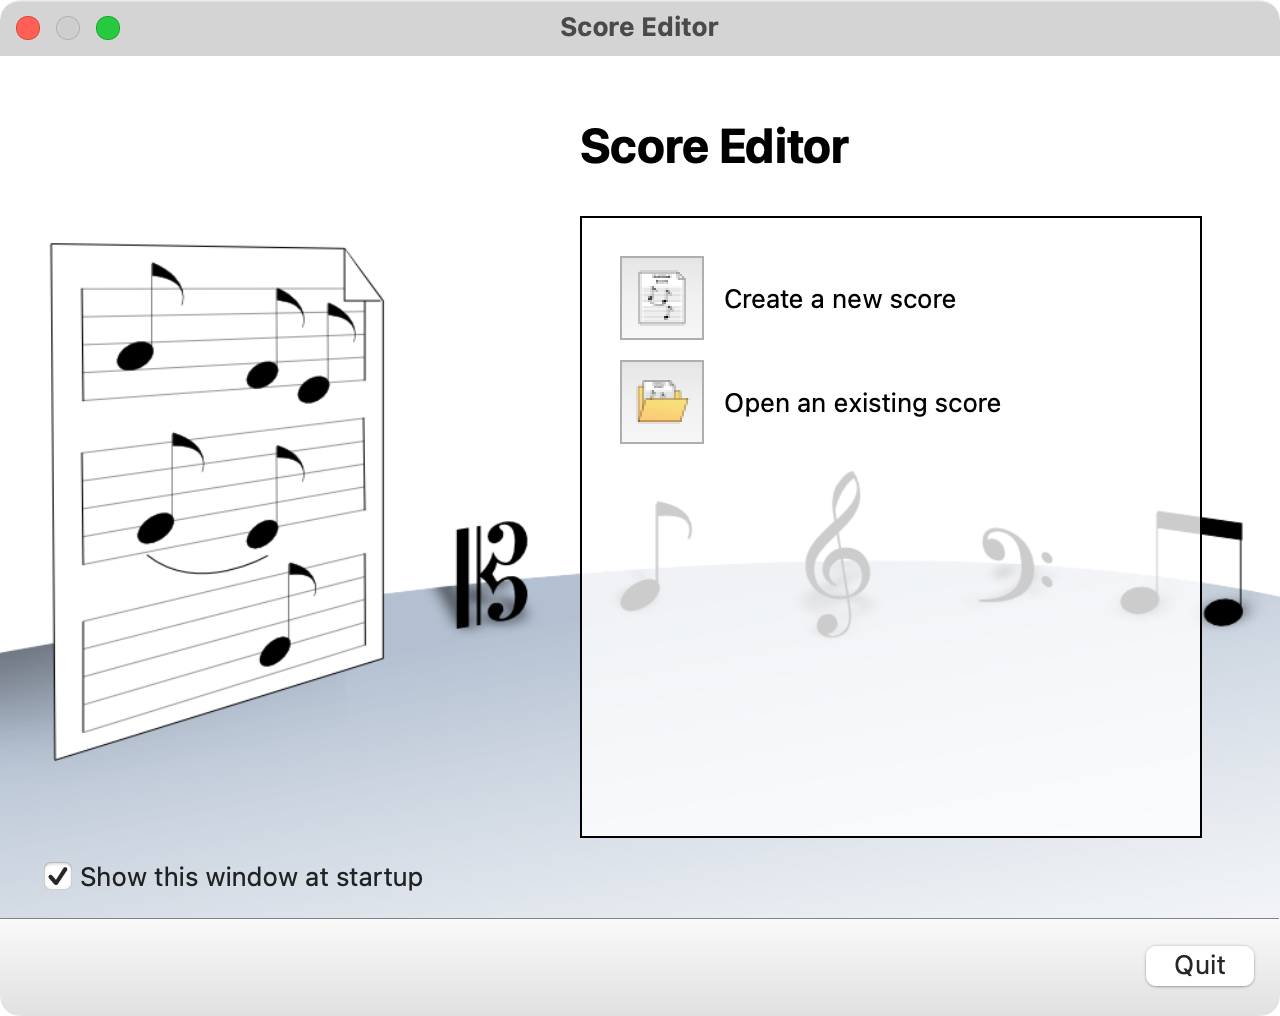 Score Editor
Score Editor
Create a new score
Open an existing score
Show this window at startup
Quit